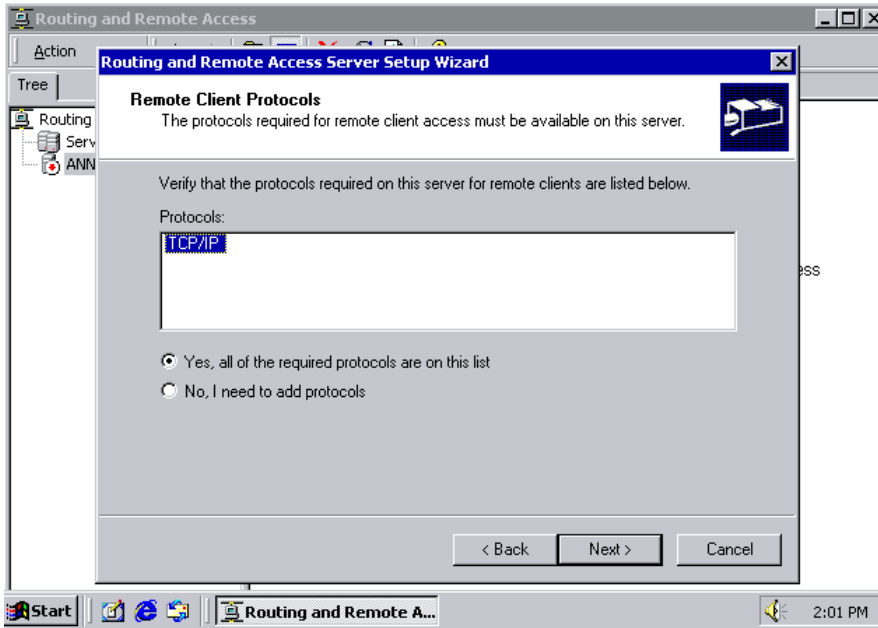 Routing and Remote Access
Action
Routing and Remote Access Server Setup Wizard
Tree
Remote Client Protocols
The protocols required for remote client access must be available on this server.
Routing
Serv
ANN
Verify that the protocols required on this server for remote clients are listed below.
Protocols:
TCP/IP
ess
Yes, all of the required protocols are on this list
No, I need to add protocols
< Back
Next >
Cancel
Start
Routing and Remote A...
2:01 PM